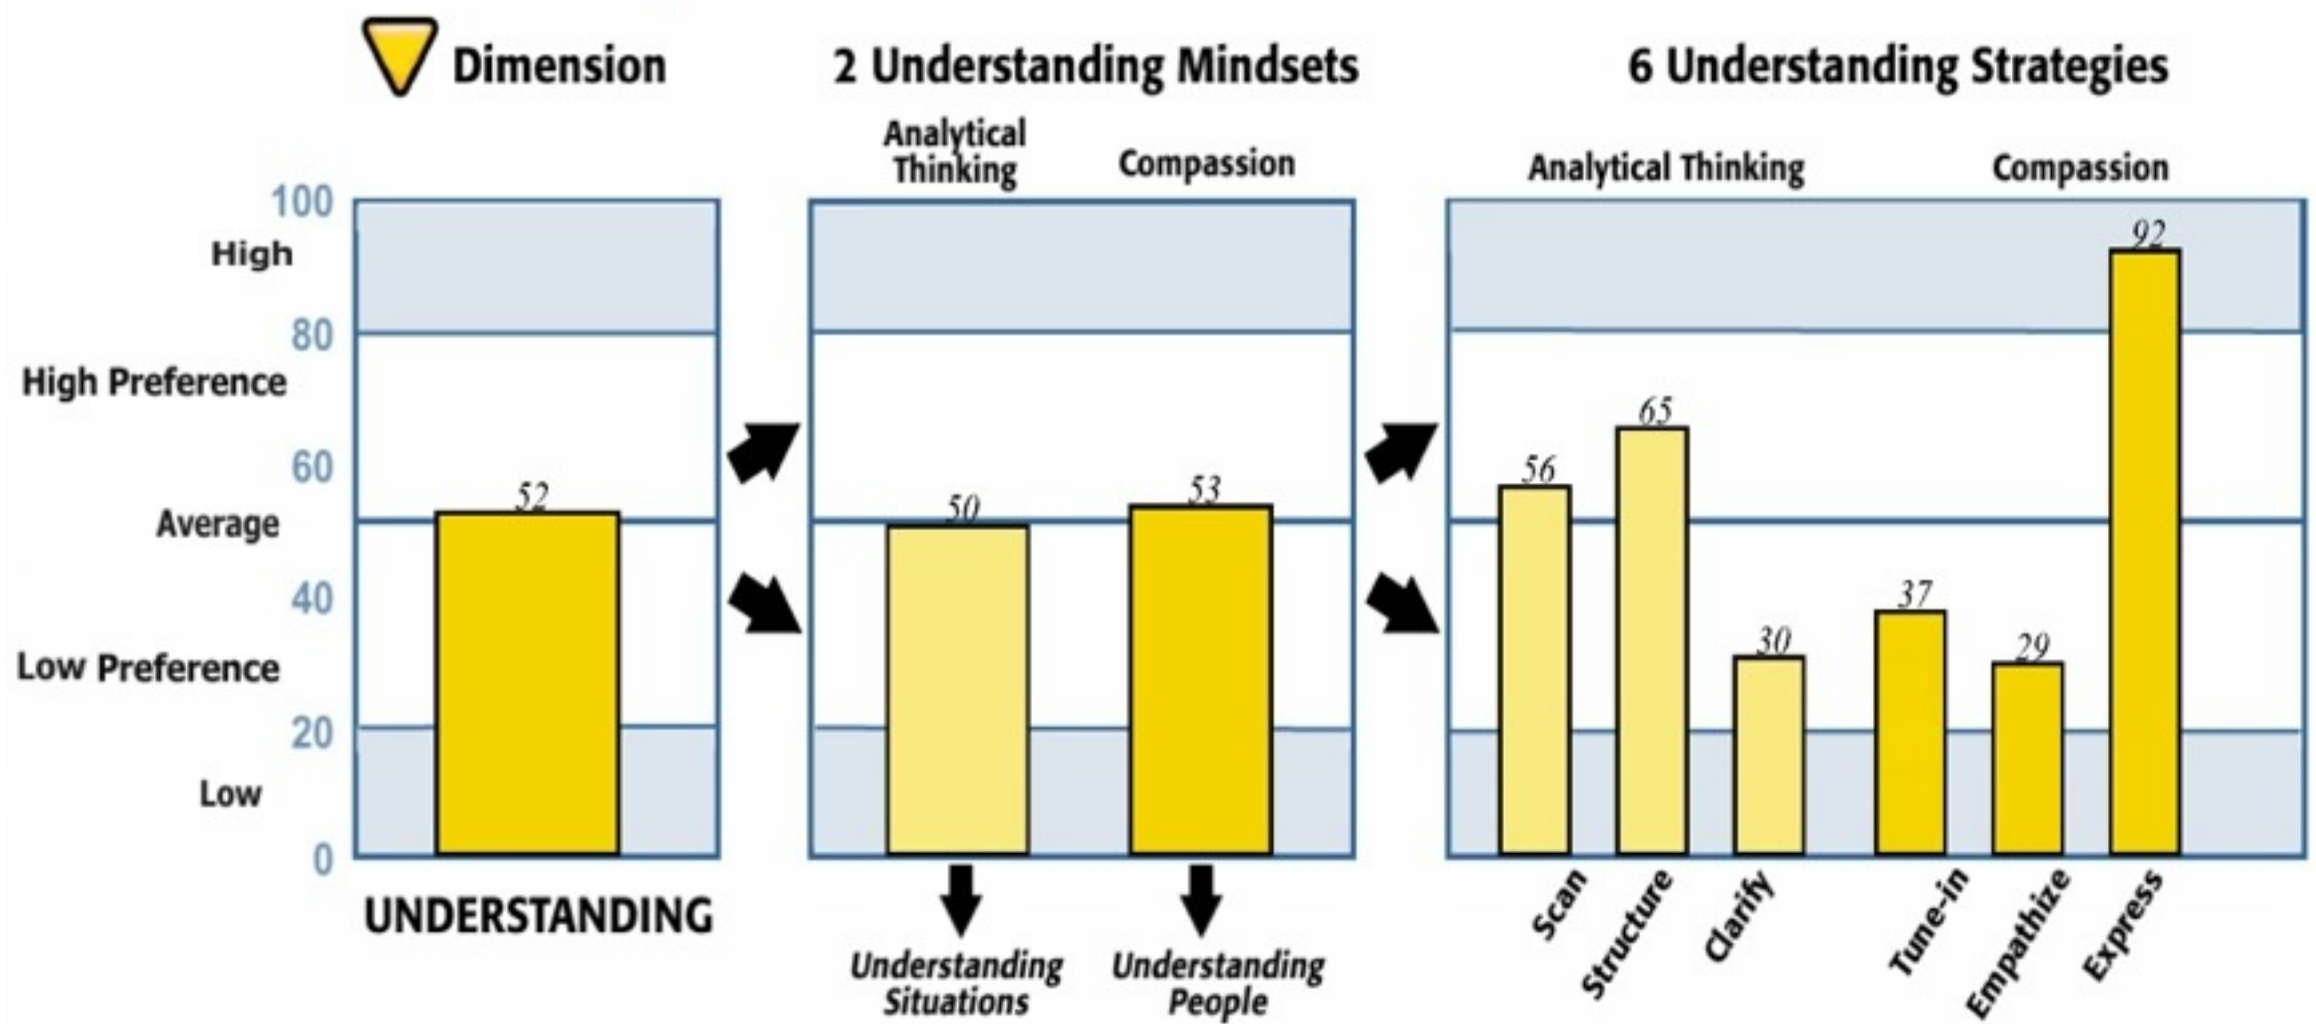 Dimension
2 Understanding Mindsets
6 Understanding Strategies
Analytical
Thinking
Compassion
Analytical Thinking
Compassion
100
High
80
High Preference
60
Average
40
Low Preference
20
Low
0
52
50
53
56
65
30
37
29
92
UNDERSTANDING
Understanding
Situations
Understanding
People
Scan
Structure
Clarify
Tune-in
Empathize
Express